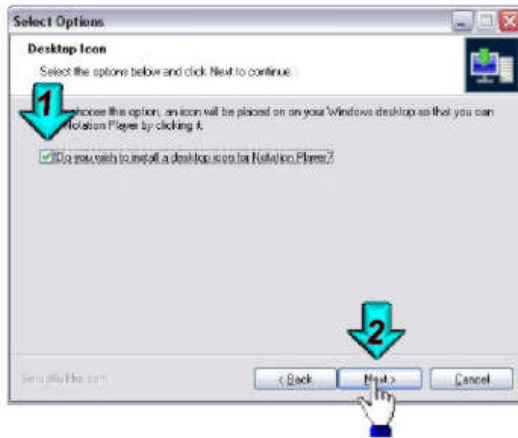 Select Options
Desktop Icon
Select the options below and click Next to continue.
1
choose this option, an icon will be placed on on your Windows desktop so that you can
Notation Player by clicking it.
Do you wish to install a desktop icon for Notation Player?
2
< Back
Next >
Cancel